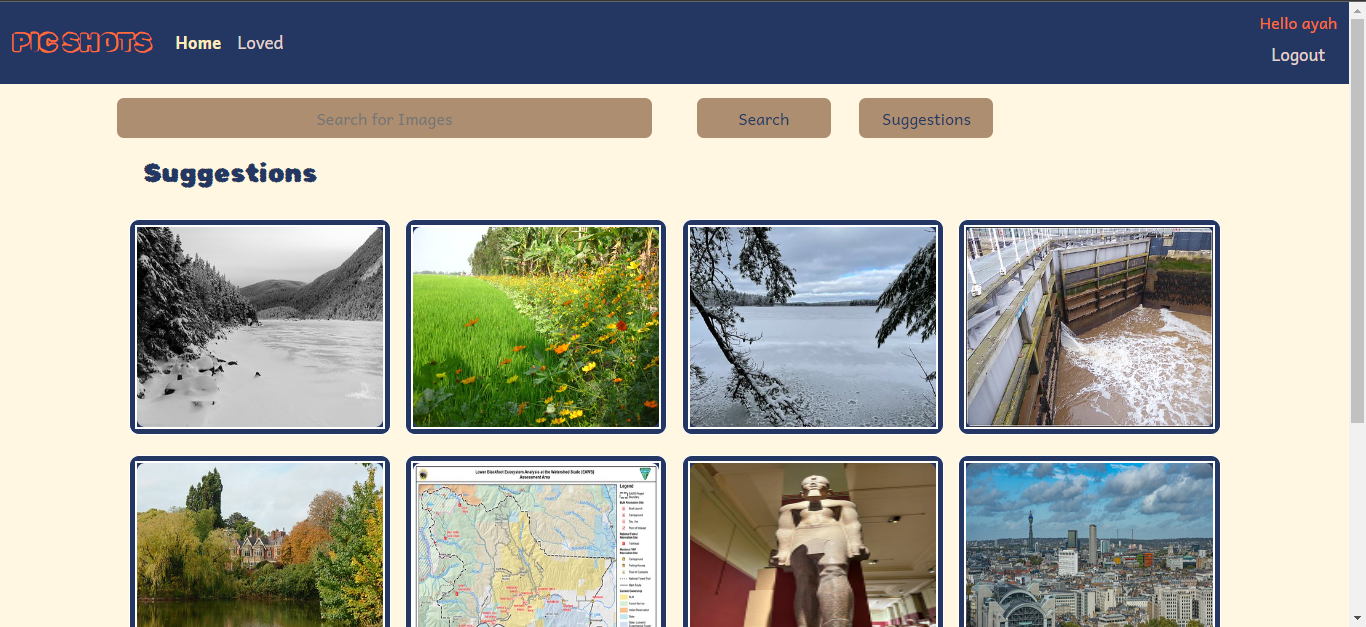 PIC SHOTS
Home
Loved
Hello ayah
Logout
Search for Images
Search
Suggestions
Suggestions
Lower Blackfoot Ecosystem Analysis at the Watershed Scale (EAWS)
Assessment Area
Legend